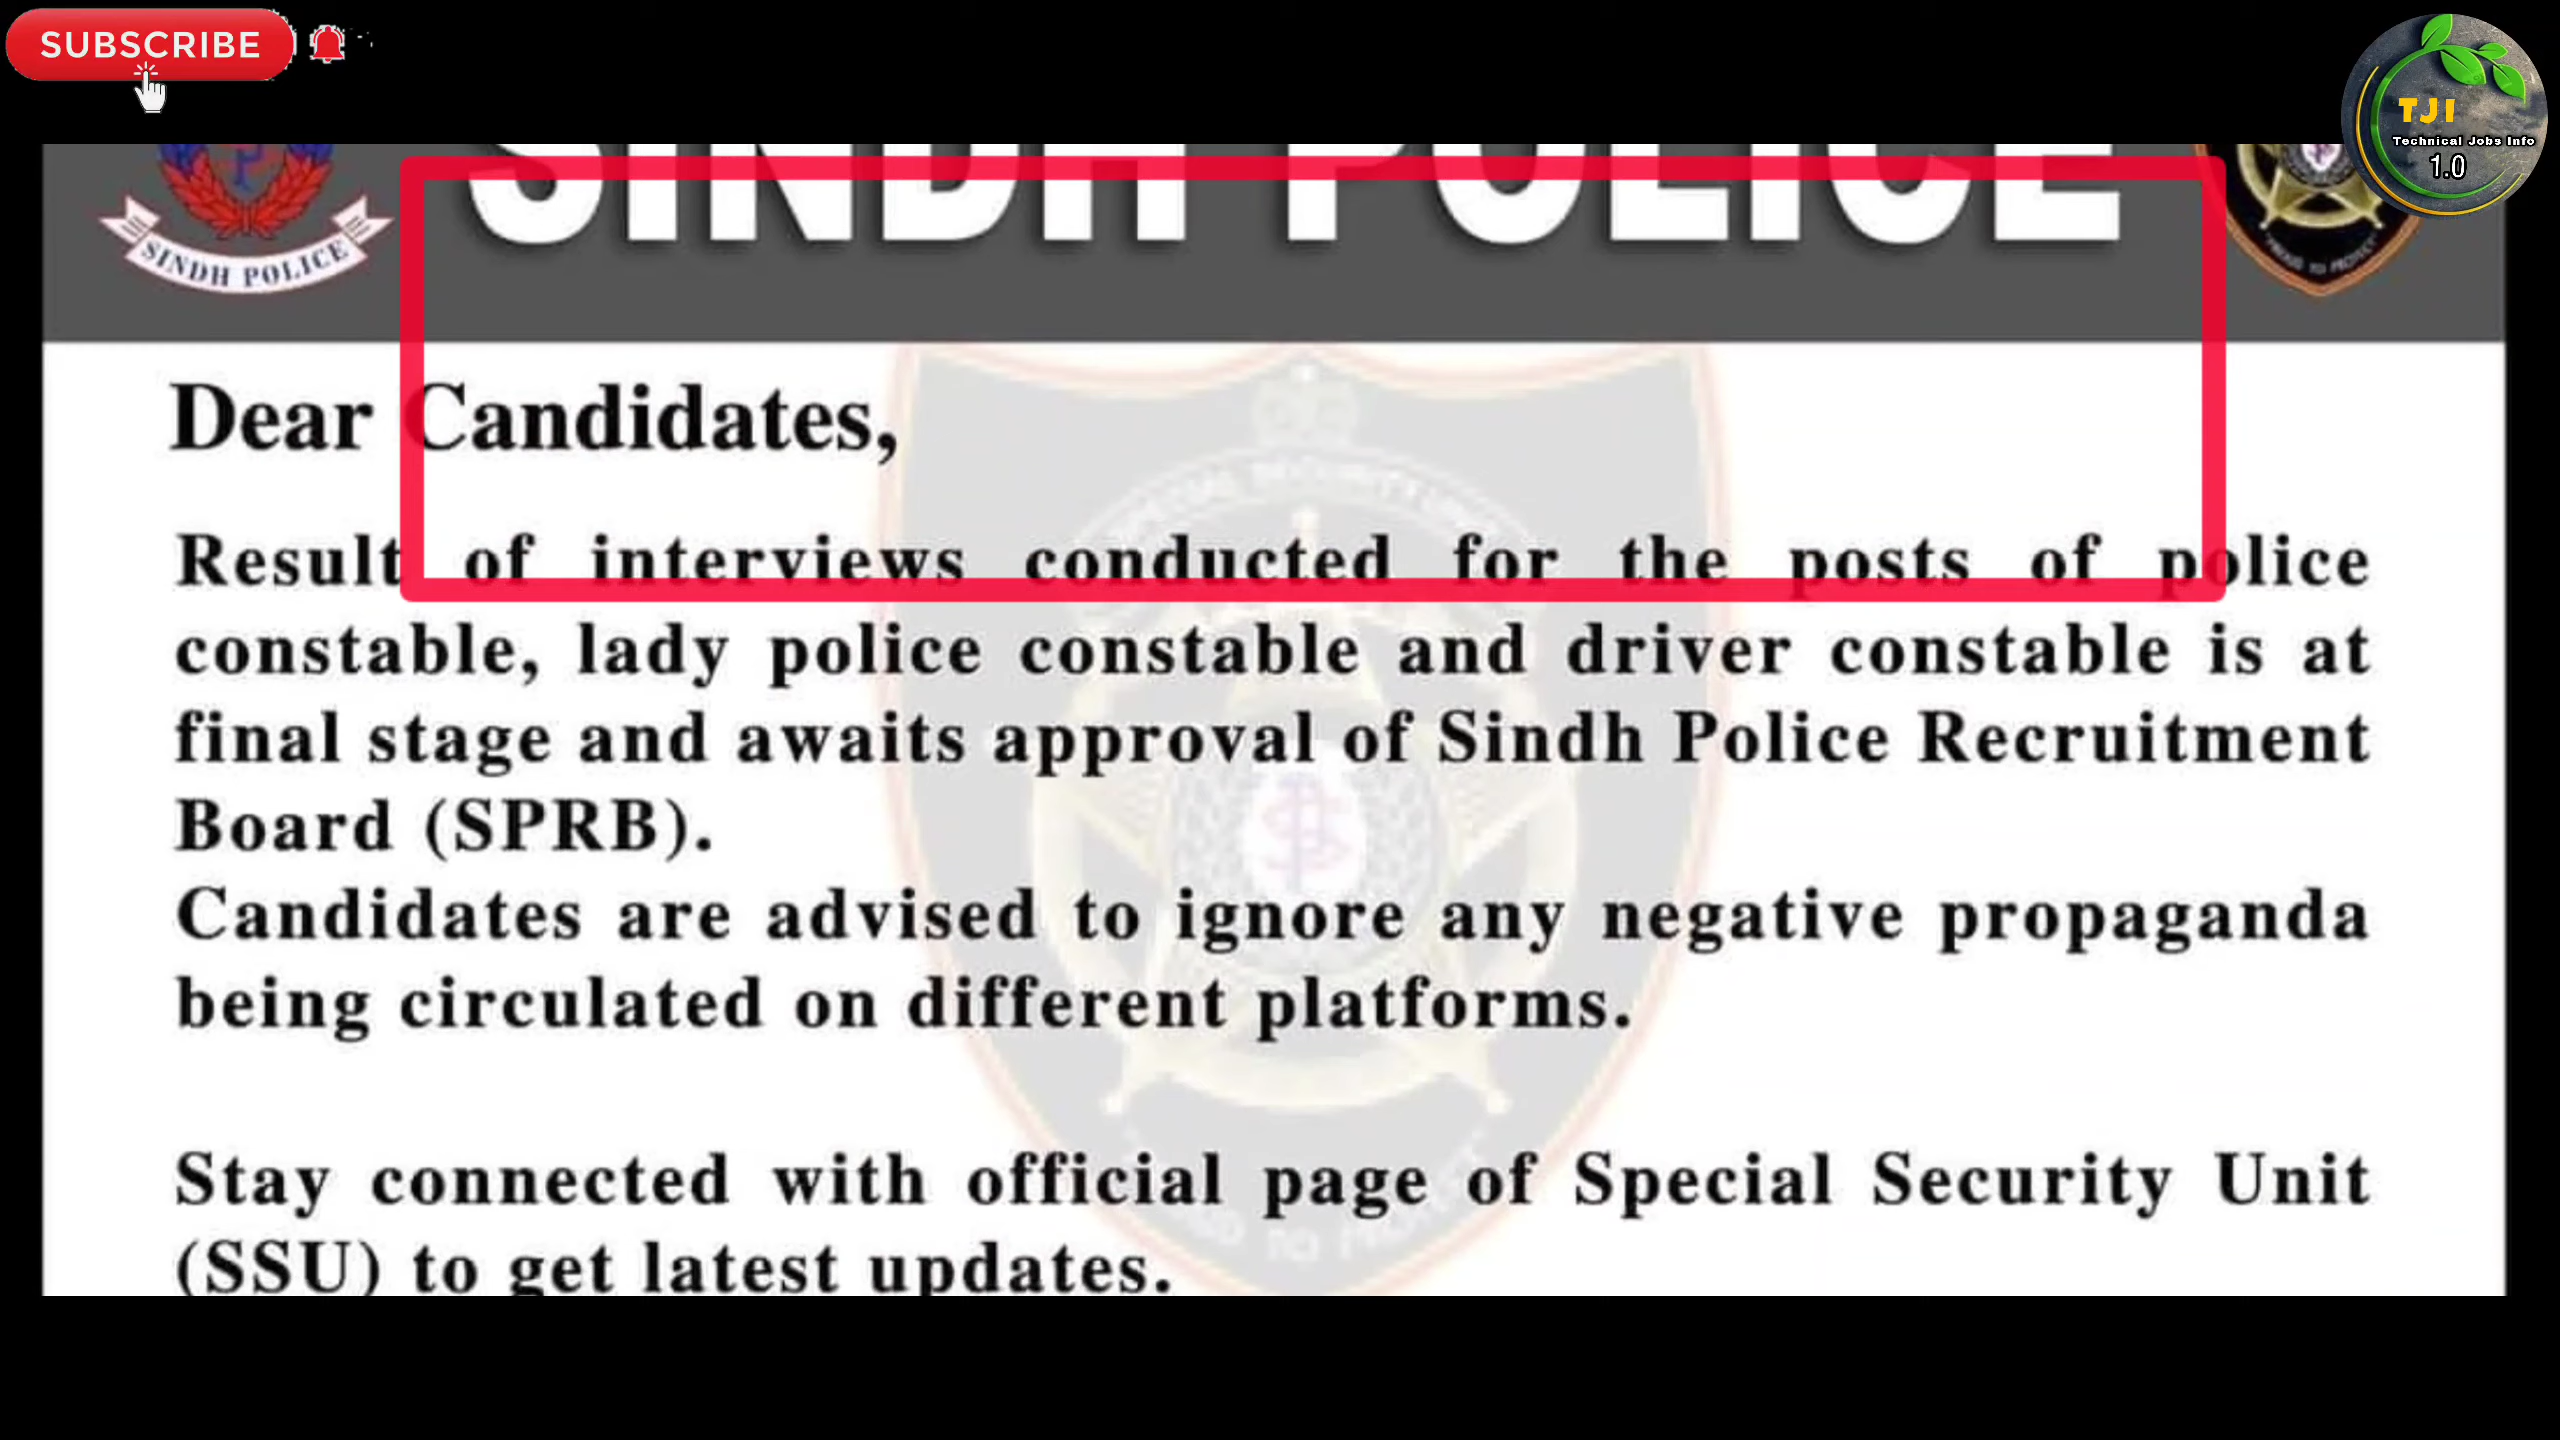 SUBSCRIBE
TJI
Technical Jobs Info
1.0
SINDH POLICE
SINDH POLICE
Dear Candidates,
Result of interviews conducted for the posts of police
constable, lady police constable and driver constable is at
final stage and awaits approval of Sindh Police Recruitment
Board (SPRB).
Candidates are advised to ignore any negative propaganda
being circulated on different platforms.
Stay connected with official page of Special Security Unit
(SSU) to get latest updates.